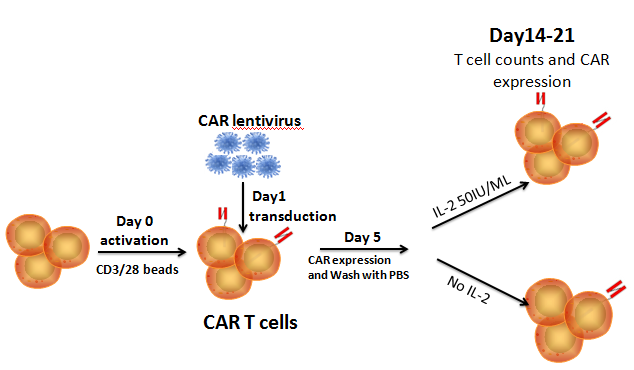 Day14-21
T cell counts and CAR
expression
CAR lentivirus
Day1
transduction
Day 0
activation
CD3/28 beads
CAR T cells
Day 5
CAR expression
and Wash with PBS
IL-2 50IU/ML
No IL-2